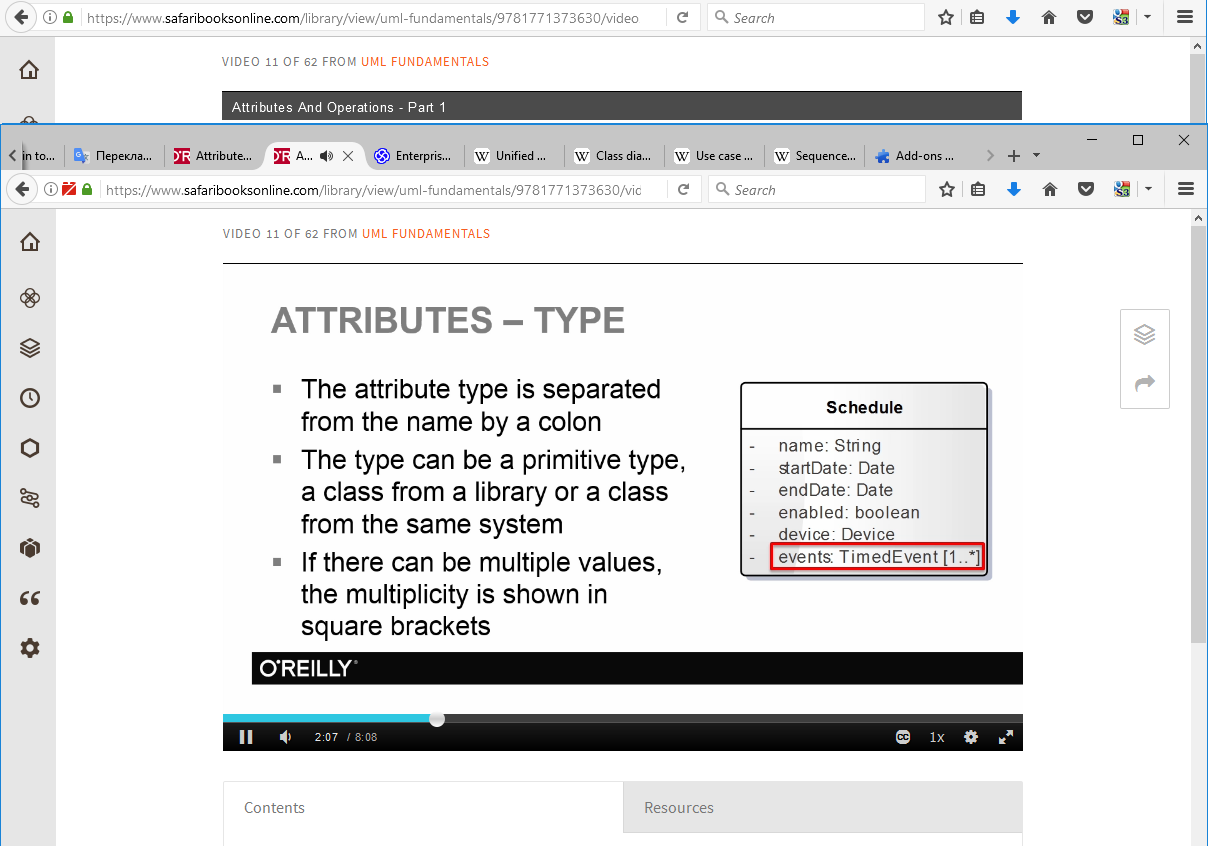 https://www.safaribooksonline.com/library/view/uml-fundamentals/9781771373630/video
Search
VIDEO 11 OF 62 FROM UML FUNDAMENTALS
Attributes And Operations - Part 1
in to...
Перекла...
Attribute...
A...
Enterpris...
Unified ...
Class dia...
Use case ...
Sequence...
Add-ons ...
https://www.safaribooksonline.com/library/view/uml-fundamentals/9781771373630/vid
Search
VIDEO 11 OF 62 FROM UML FUNDAMENTALS
ATTRIBUTES – TYPE
The attribute type is separated
from the name by a colon
The type can be a primitive type,
a class from a library or a class
from the same system
If there can be multiple values,
the multiplicity is shown in
square brackets
Schedule
- name: String
- startDate: Date
- endDate: Date
- enabled: boolean
- device: Device
- events: TimedEvent [1..*]
O'REILLY®
2:07 / 8:08
CC
1x
Contents
Resources